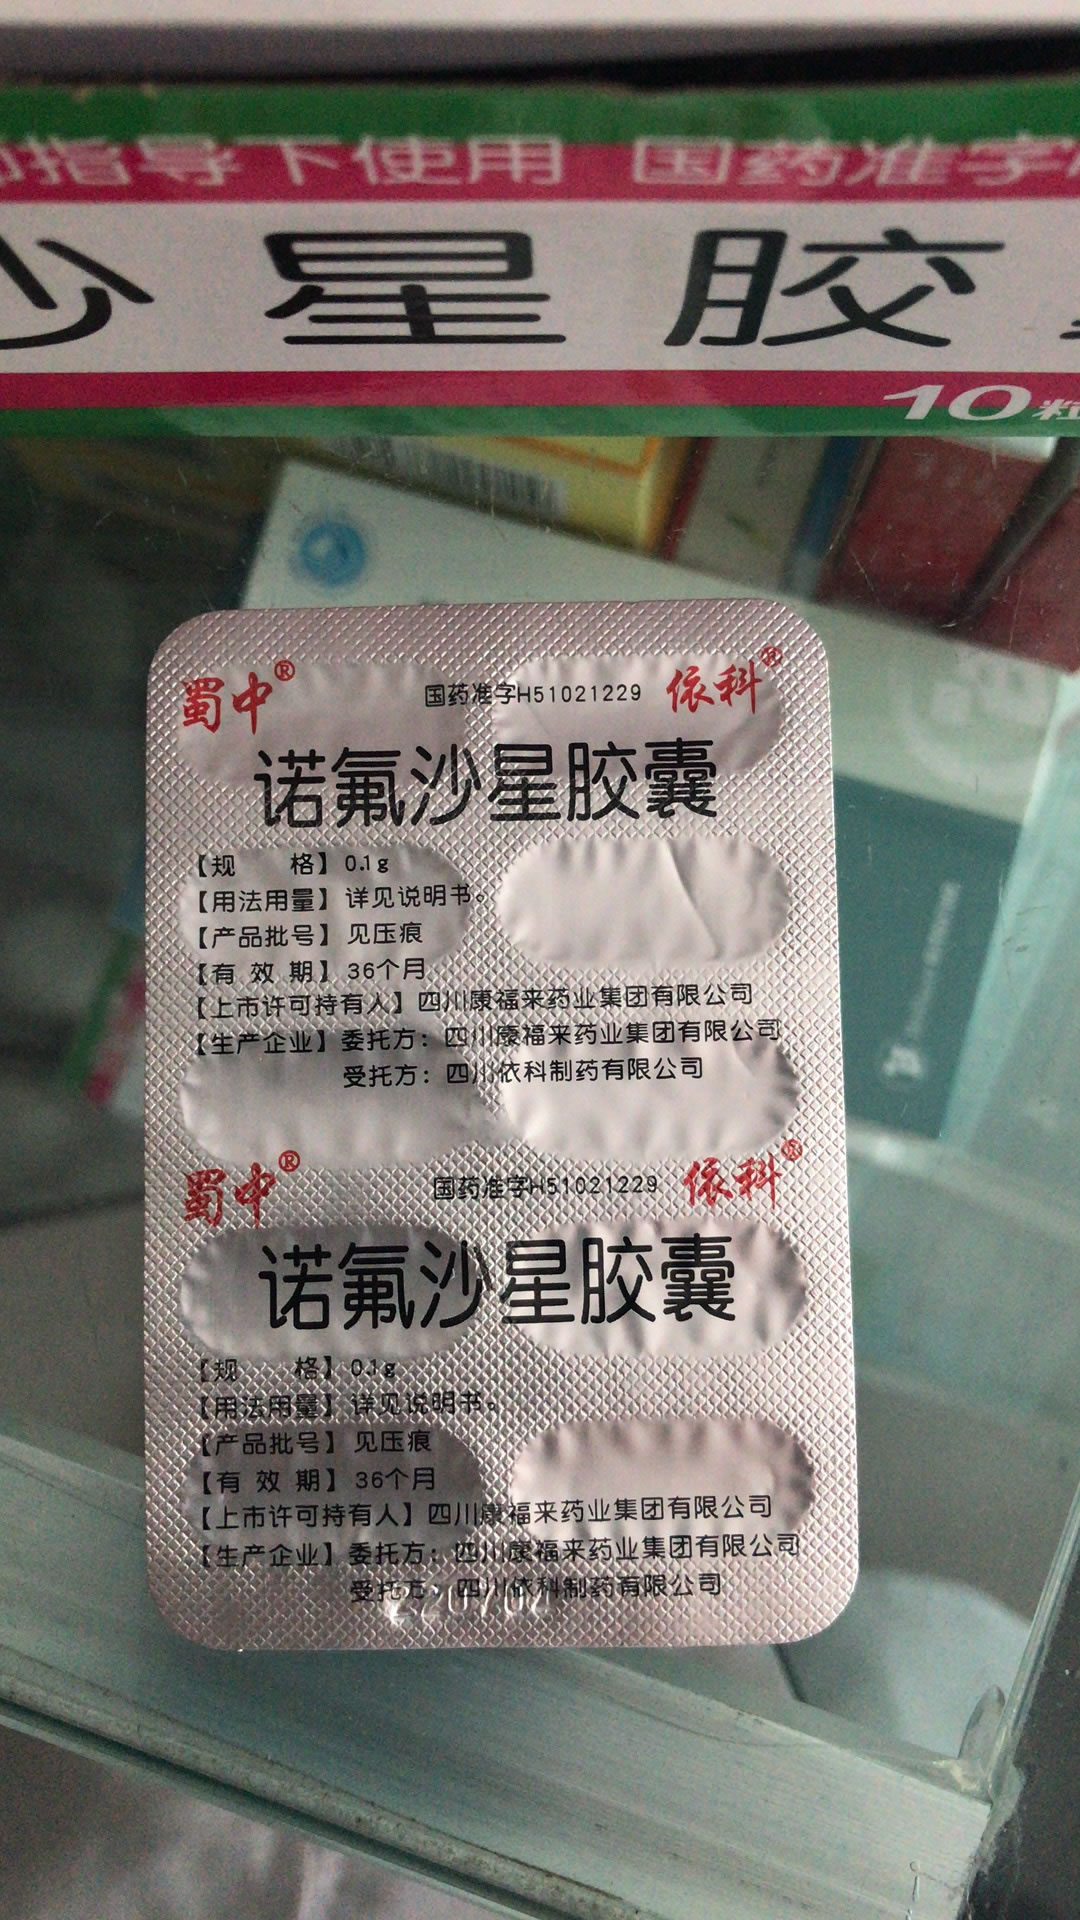 指导下使用 国药准字
沙星胶
10粒
蜀中® 国药准字H51021229 依科®
诺氟沙星胶囊
【规 格】0.1g
【用法用量】详见说明书。
【产品批号】见压痕
【有 效 期】36个月
【上市许可持有人】四川康福来药业集团有限公司
【生产企业】委托方：四川康福来药业集团有限公司
受托方：四川依科制药有限公司
蜀中® 国药准字H51021229 依科®
诺氟沙星胶囊
【规 格】0.1g
【用法用量】详见说明书。
【产品批号】见压痕
【有 效 期】36个月
【上市许可持有人】四川康福来药业集团有限公司
【生产企业】委托方：四川康福来药业集团有限公司
受托方：四川依科制药有限公司